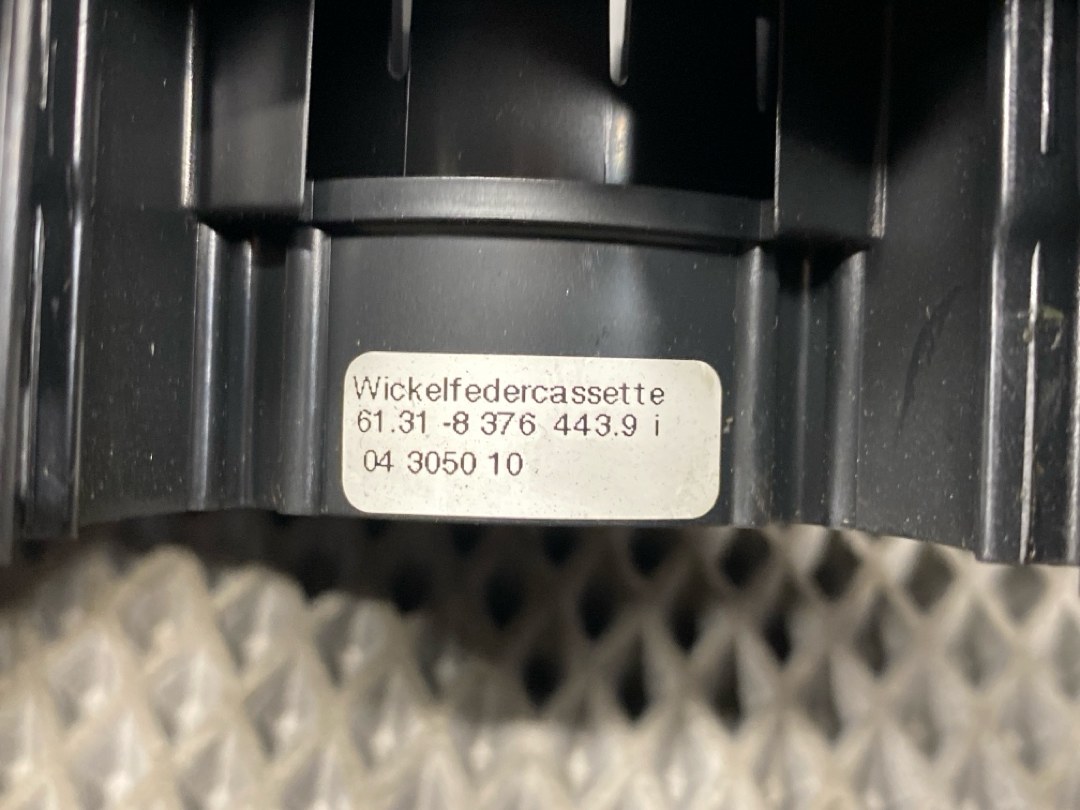 Wickelfedercassette
61.31 -8 376 443.9 i
04 3050 10